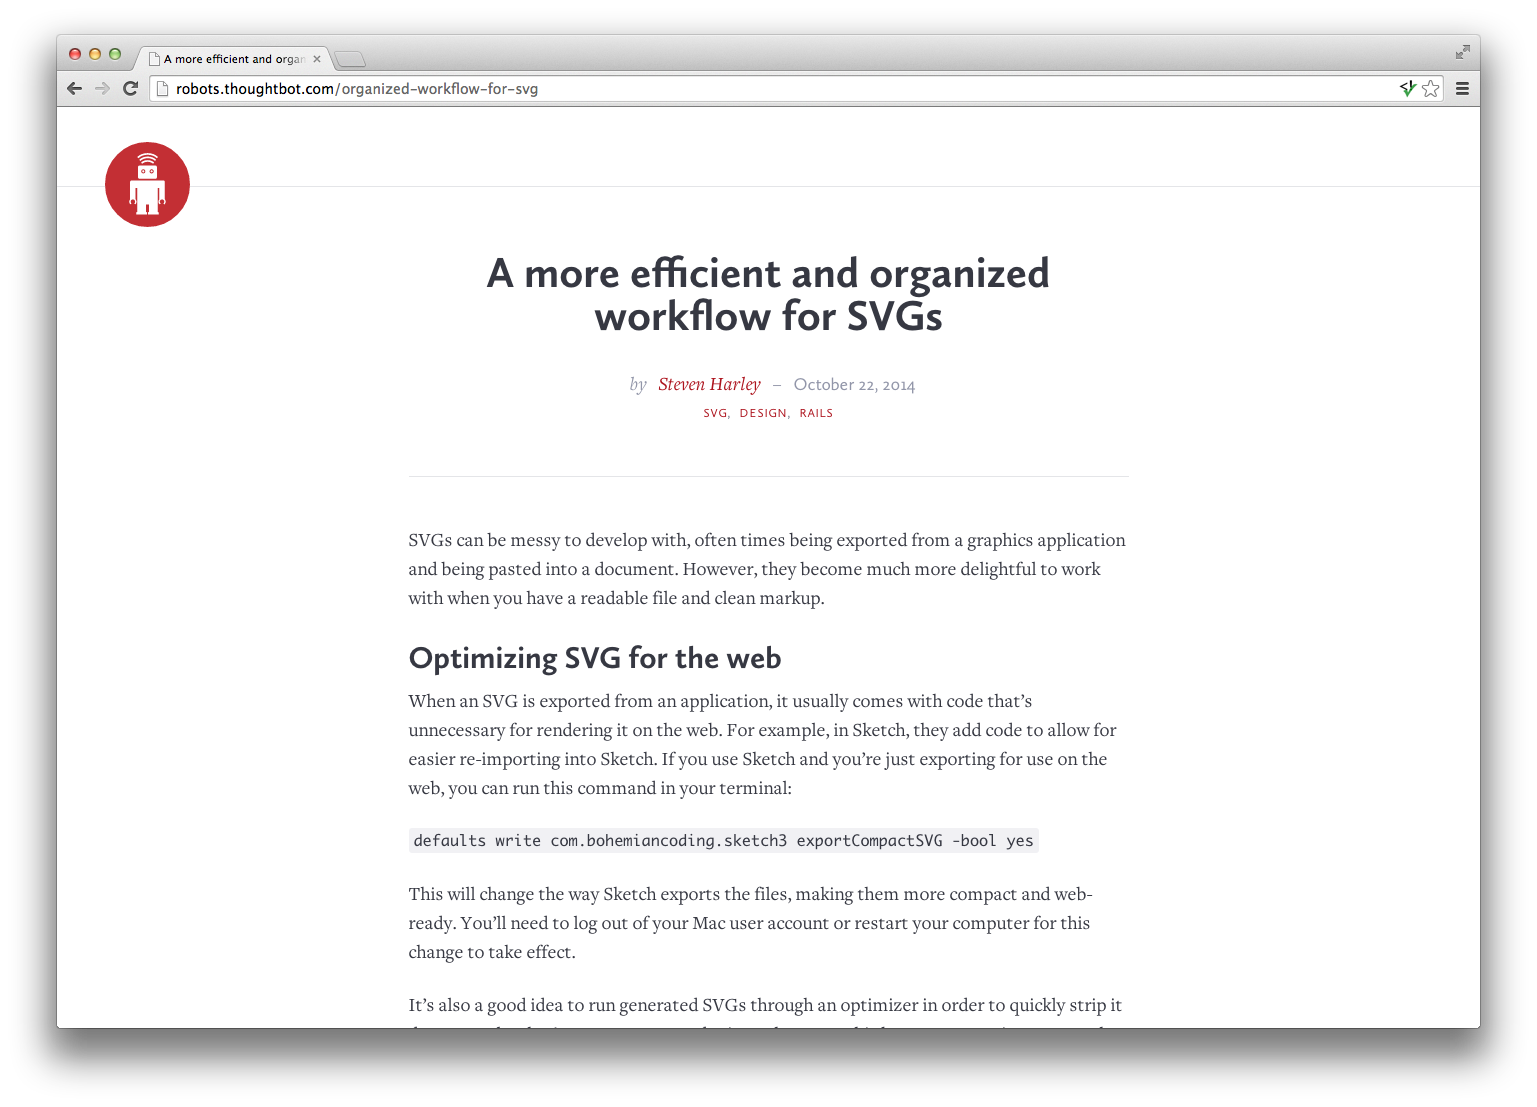 A more efficient and organ
robots.thoughtbot.com/organized-workflow-for-svg
A more efficient and organized
workflow for SVGs
by Steven Harley – October 22, 2014
SVG, DESIGN, RAILS
SVGs can be messy to develop with, often times being exported from a graphics application
and being pasted into a document. However, they become much more delightful to work
with when you have a readable file and clean markup.
Optimizing SVG for the web
When an SVG is exported from an application, it usually comes with code that’s
unnecessary for rendering it on the web. For example, in Sketch, they add code to allow for
easier re-importing into Sketch. If you use Sketch and you’re just exporting for use on the
web, you can run this command in your terminal:
defaults write com.bohemiancoding.sketch3 exportCompactSVG -bool yes
This will change the way Sketch exports the files, making them more compact and web-
ready. You’ll need to log out of your Mac user account or restart your computer for this
change to take effect.
It’s also a good idea to run generated SVGs through an optimizer in order to quickly strip it